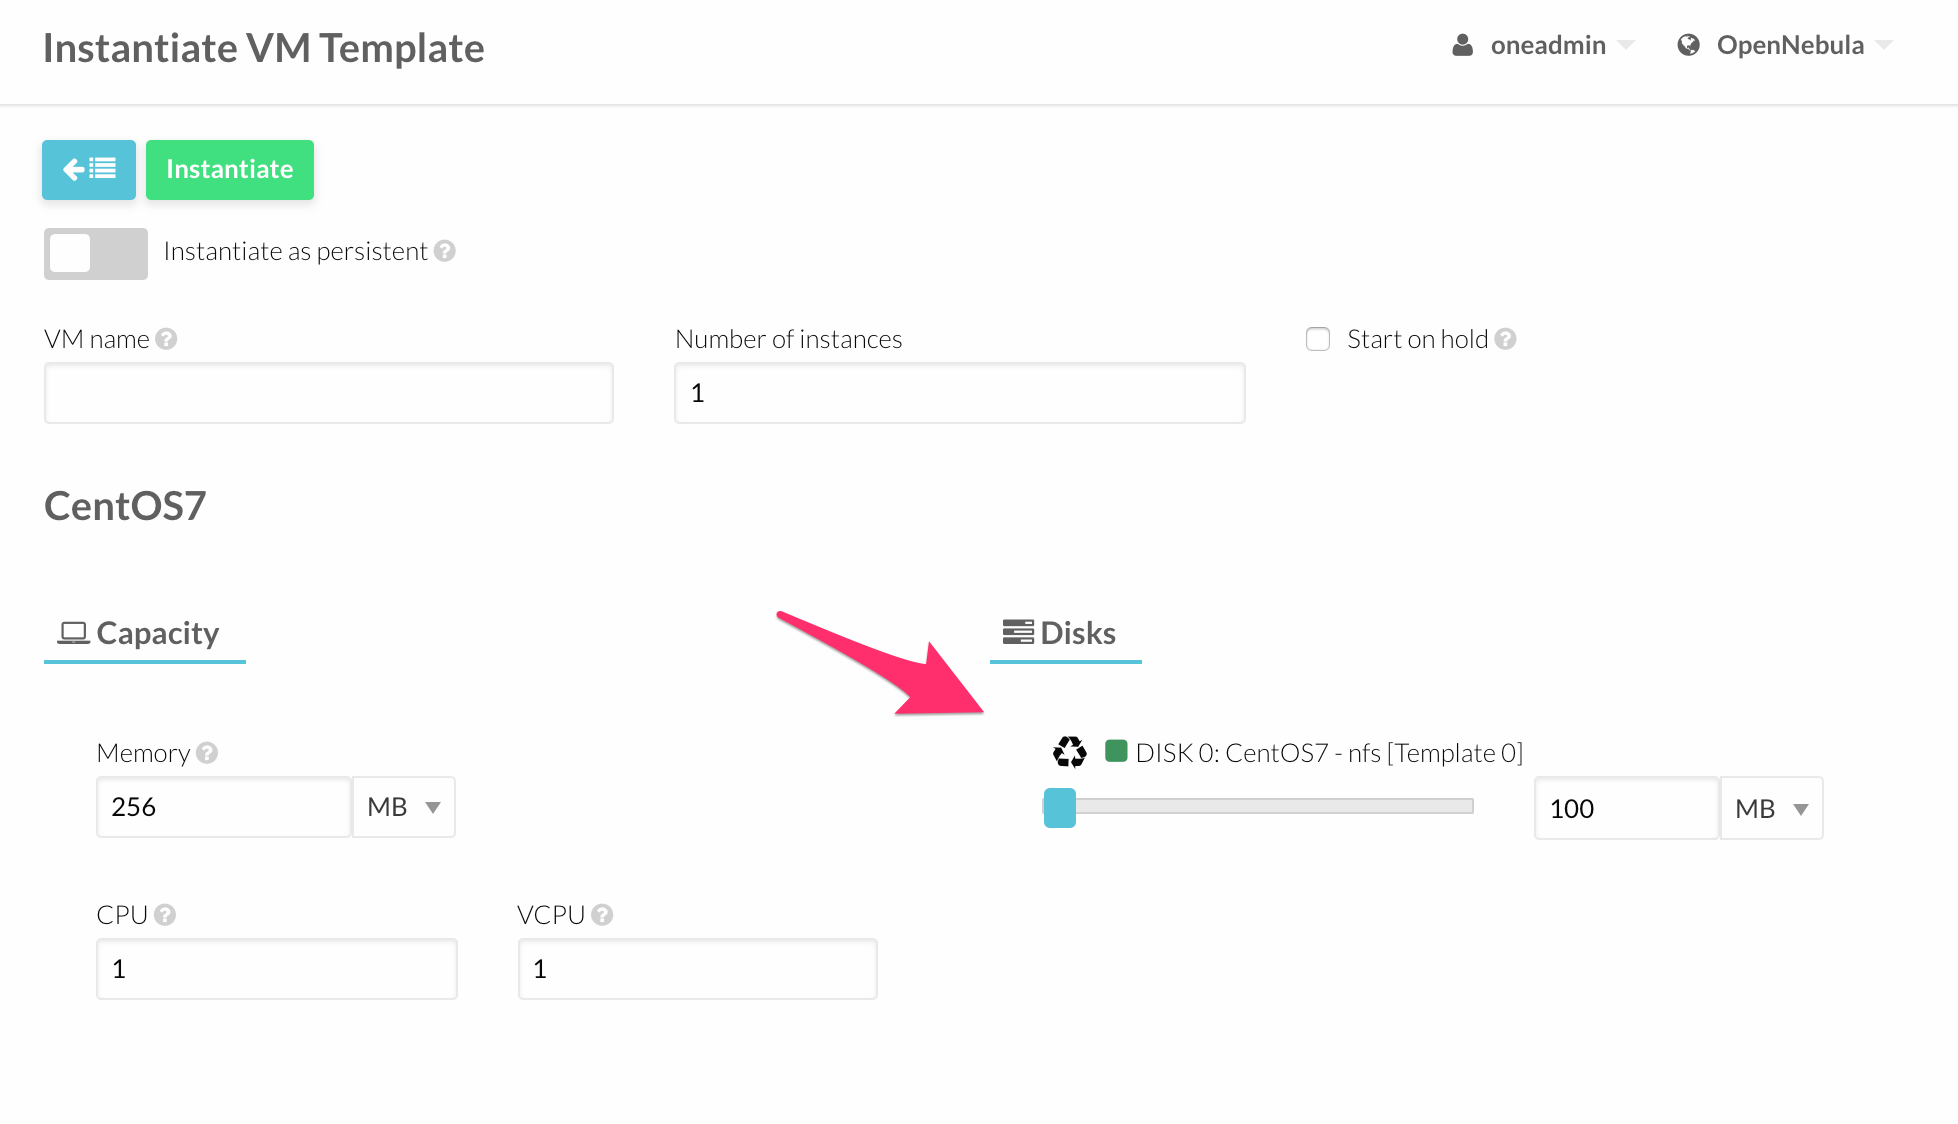 Instantiate VM Template
oneadmin
OpenNebula
Instantiate
Instantiate as persistent ?
VM name ?
Number of instances
Start on hold ?
1
CentOS7
Capacity
Disks
Memory ?
DISK 0: CentOS7 - nfs [Template 0]
256 MB
100 MB
CPU ?
VCPU ?
1
1